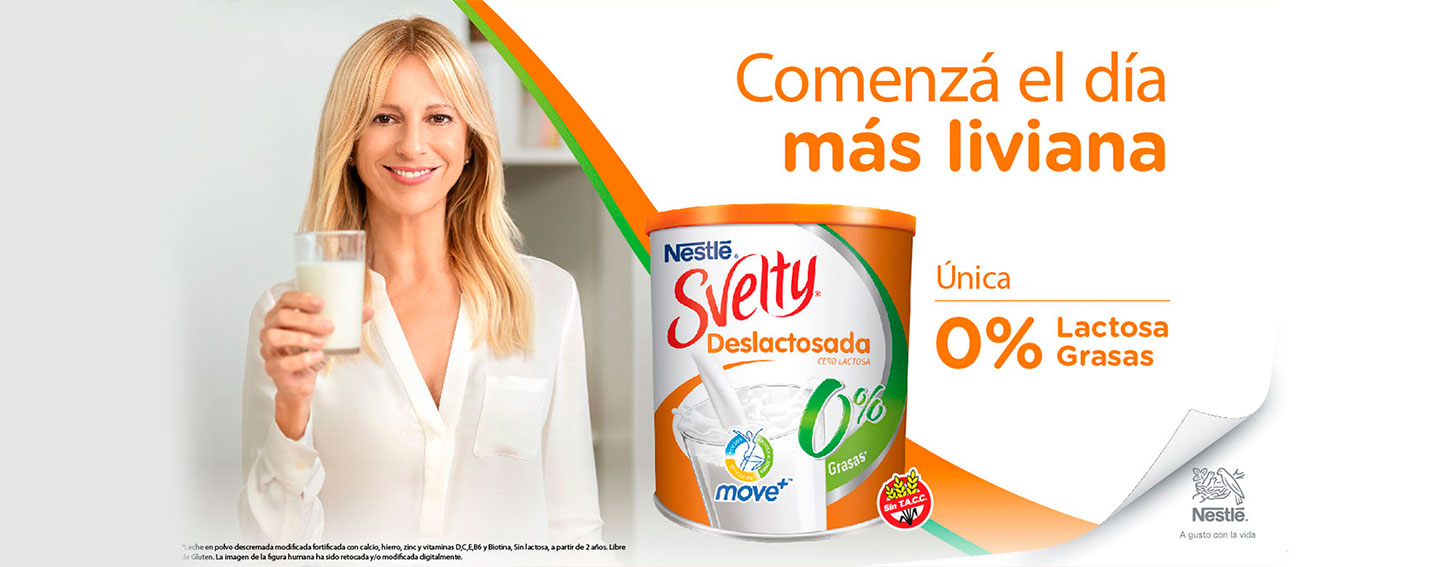 Comenzá el día
más liviana
Nestlé
Svelty®
Deslactosada
CERO LACTOSA
0%
Grasas*
move+™
Sin T.A.C.C.
Única
0% Lactosa
Grasas
Nestlé.
A gusto con la vida
*Leche en polvo descremada modificada fortificada con calcio, hierro, zinc y vitaminas D,C,E,B6 y Biotina, Sin lactosa, a partir de 2 años. Libre
de Gluten. La imagen de la figura humana ha sido retocada y/o modificada digitalmente.